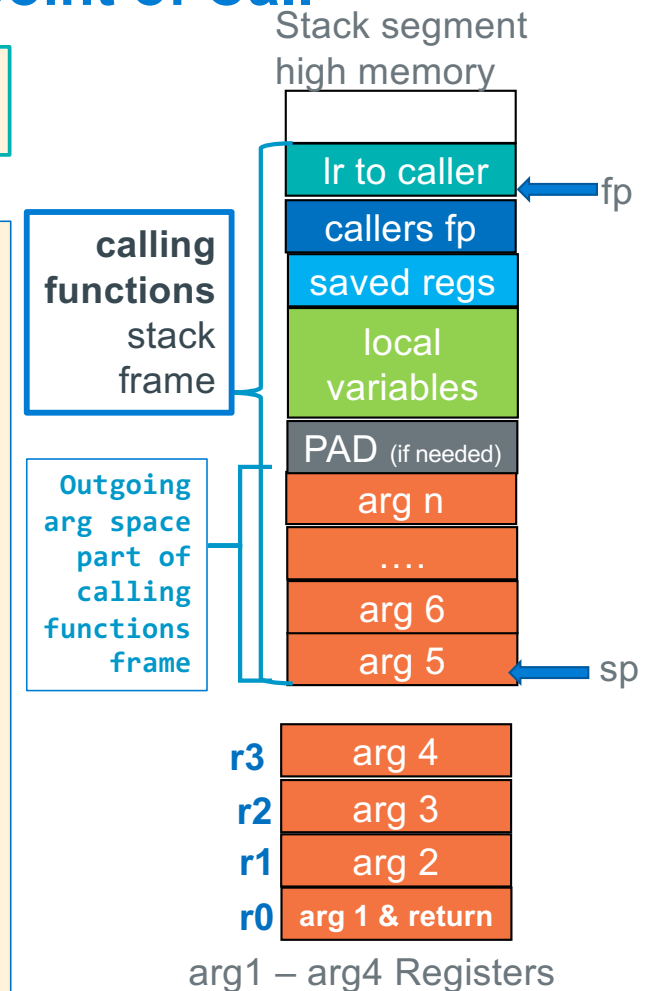 Stack segment
high memory
lr to caller
fp
callers fp
calling
functions
stack
frame
saved regs
local
variables
PAD (if needed)
Outgoing
arg space
part of
calling
functions
frame
arg n
....
arg 6
arg 5
sp
r3 arg 4
r2 arg 3
r1 arg 2
r0 arg 1 & return
arg1 – arg4 Registers